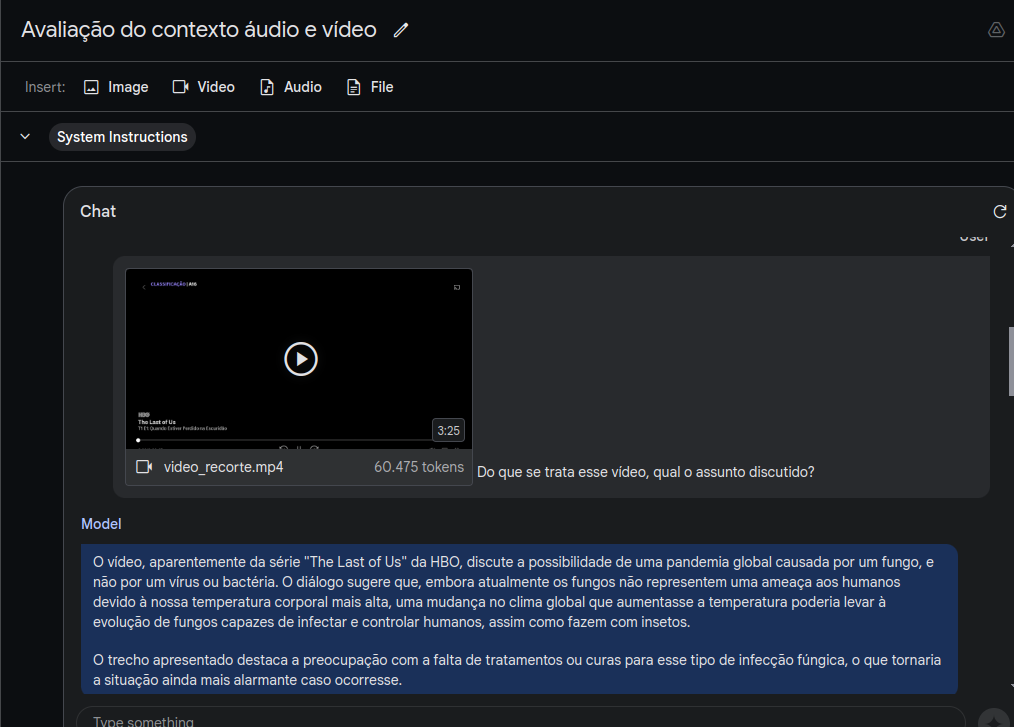 Avaliação do contexto áudio e vídeo
Insert: Image Video Audio File
System Instructions
Chat
User
CLASSIFICAÇÃO | A16
HBO
The Last of Us
T1 E1: Quando Estiver Perdido na Escuridão
3:25
video_recorte.mp4 60.475 tokens
Do que se trata esse vídeo, qual o assunto discutido?
Model
O vídeo, aparentemente da série "The Last of Us" da HBO, discute a possibilidade de uma pandemia global causada por um fungo, e
não por um vírus ou bactéria. O diálogo sugere que, embora atualmente os fungos não representem uma ameaça aos humanos
devido à nossa temperatura corporal mais alta, uma mudança no clima global que aumentasse a temperatura poderia levar à
evolução de fungos capazes de infectar e controlar humanos, assim como fazem com insetos.
O trecho apresentado destaca a preocupação com a falta de tratamentos ou curas para esse tipo de infecção fúngica, o que tornaria
a situação ainda mais alarmante caso ocorresse.
Type something